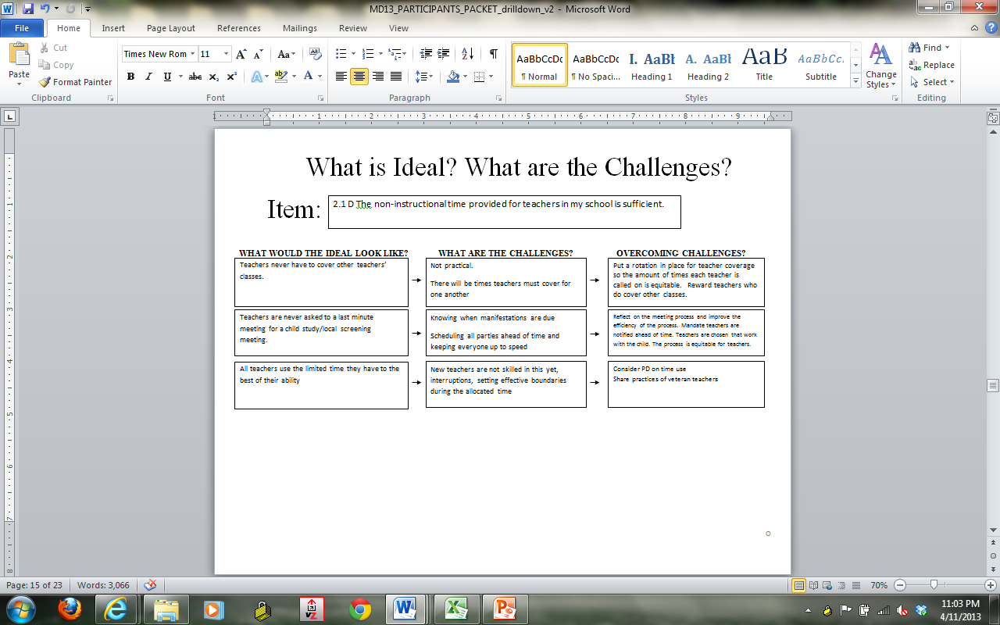 MD13_PARTICIPANTS_PACKET_drilldown_v2 - Microsoft Word
File Home Insert Page Layout References Mailings Review View
Paste
Cut
Copy
Format Painter
Clipboard
Times New Rom 11
Font
Paragraph
AaBbCcDc AaBbCcDc I. AaBb A. AaBb AaB AaBbCc.
¶ Normal ¶ No Spaci... Heading 1 Heading 2 Title Subtitle
Change
Styles
Styles
Find
Replace
Select
Editing
What is Ideal? What are the Challenges?
Item:
2.1 D The non-instructional time provided for teachers in my school is sufficient.
WHAT WOULD THE IDEAL LOOK LIKE? WHAT ARE THE CHALLENGES? OVERCOMING CHALLENGES?
Teachers never have to cover other teachers'
classes.
Not practical.
There will be times teachers must cover for
one another
Put a rotation in place for teacher coverage
so the amount of times each teacher is
called on is equitable. Reward teachers who
do cover other classes.
Teachers are never asked to a last minute
meeting for a child study/local screening
meeting.
Knowing when manifestations are due
Scheduling all parties ahead of time and
keeping everyone up to speed
Reflect on the meeting process and improve the
efficiency of the process. Mandate teachers are
notified ahead of time. Teachers are chosen that work
with the child. The process is equitable for teachers.
All teachers use the limited time they have to the
best of their ability
New teachers are not skilled in this yet,
interruptions, setting effective boundaries
during the allocated time
Consider PD on time use
Share practices of veteran teachers
Page: 15 of 23 Words: 3,066 70%
11:03 PM
4/11/2013